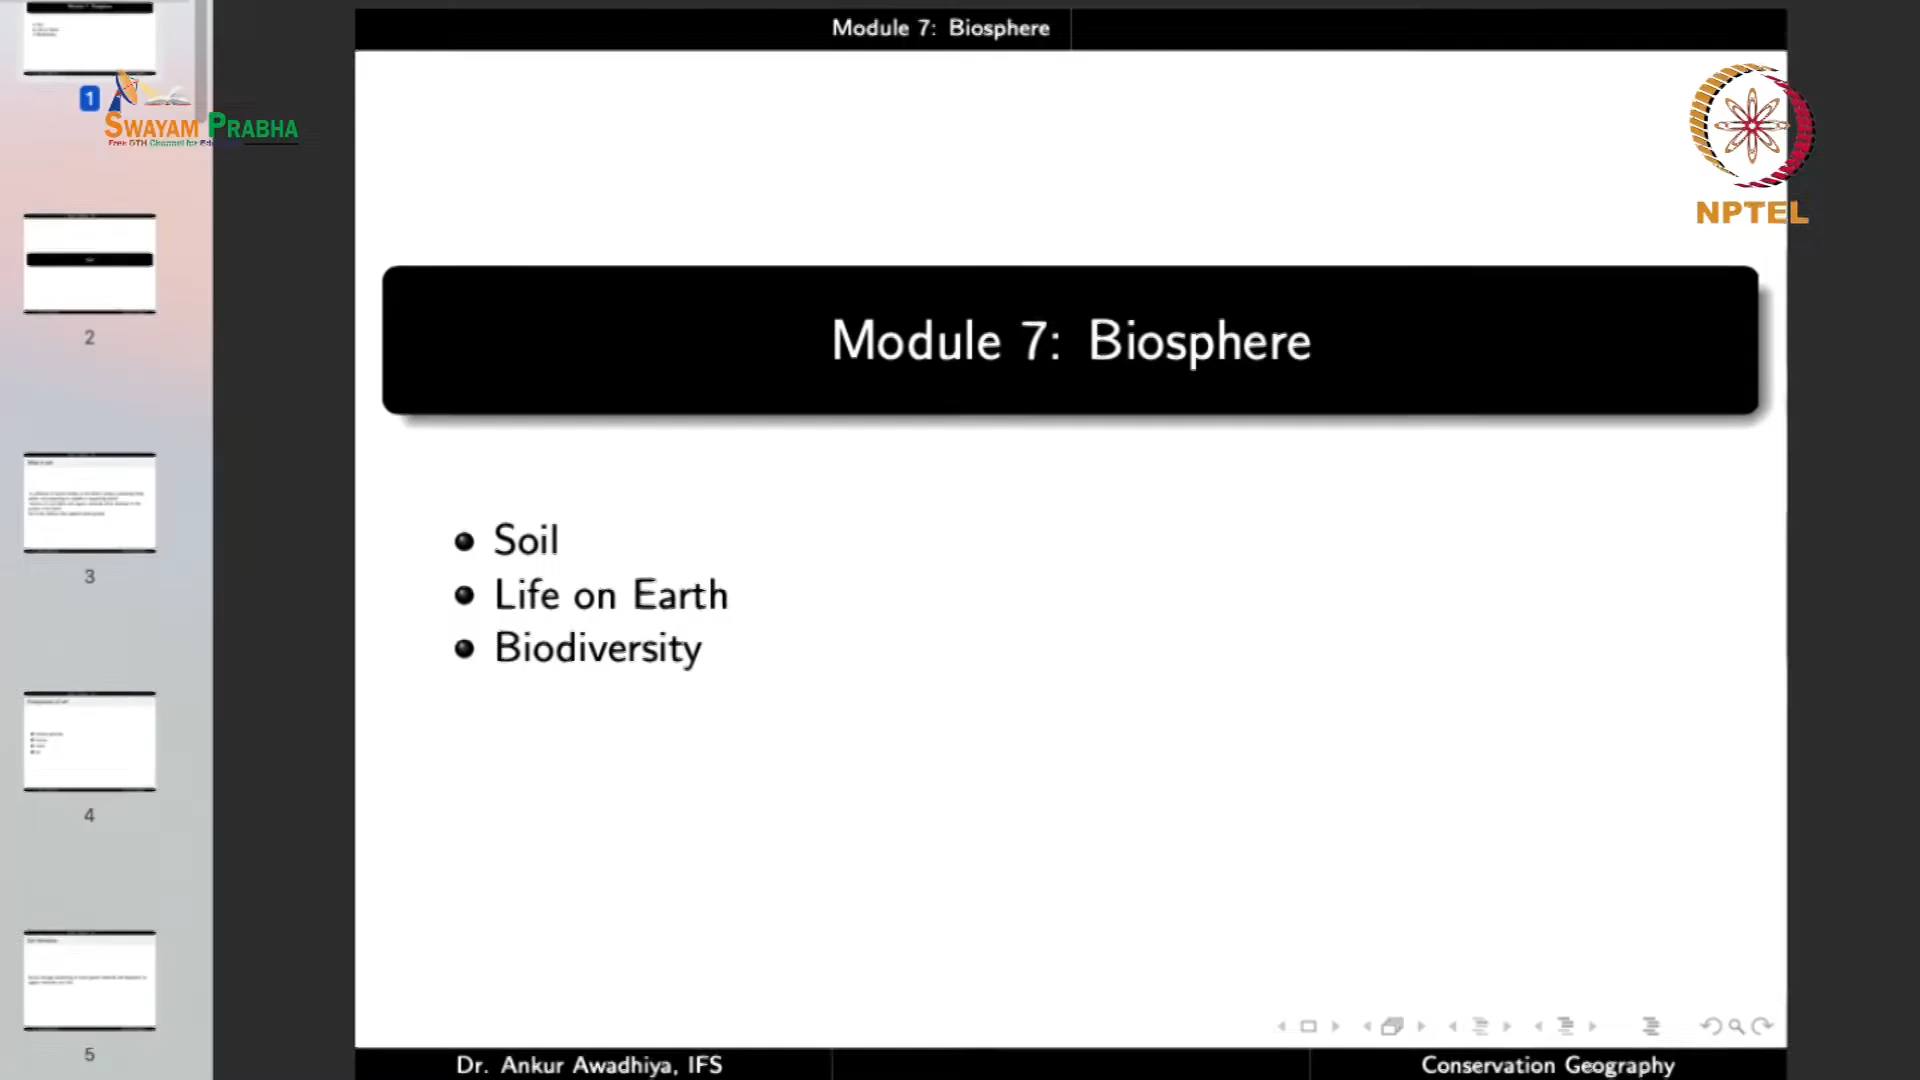 Module 7: Biosphere
1
SWAYAM PRABHA
NPTEL
Module 7: Biosphere
Soil
Life on Earth
Biodiversity
2
3
4
5
Dr. Ankur Awadhiya, IFS
Conservation Geography